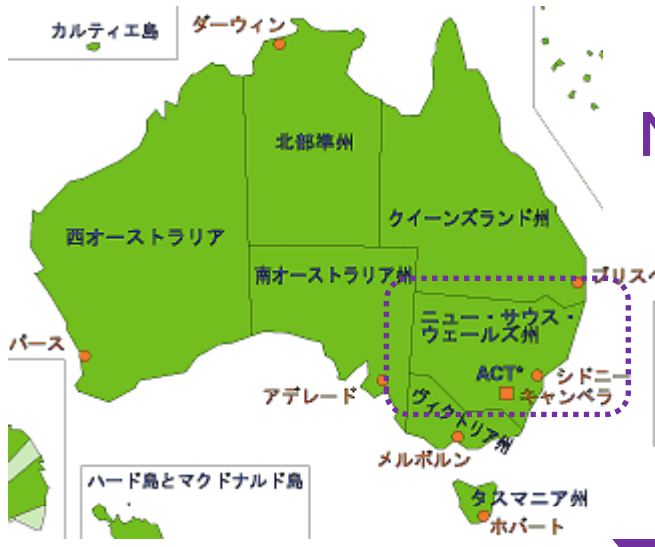 カルティエ島
ダーウィン
北部準州
クイーンズランド州
西オーストラリア
南オーストラリア州
ブリスベ
ニュー・サウス・
ウェールズ州
パース
ACT*
シドニー
キャンベラ
アデレード
ヴィクトリア州
メルボルン
ハード島とマクドナルド島
タスマニア州
ホバート